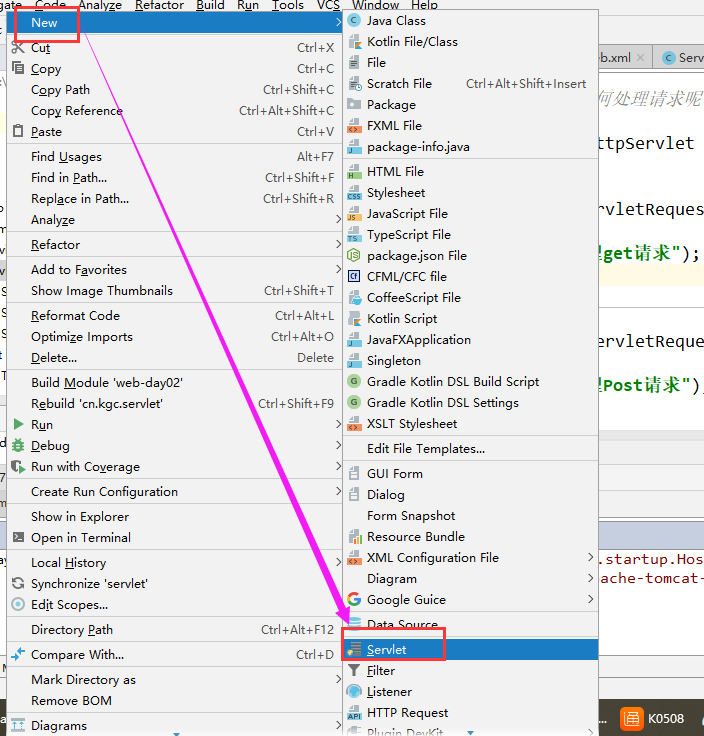 Code Analyze Refactor Build Run Tools VCS Window Help
New
Cut Ctrl+X
Copy Ctrl+C
Copy Path Ctrl+Shift+C
Copy Reference Ctrl+Alt+Shift+C
Paste Ctrl+V
Find Usages Alt+F7
Find in Path... Ctrl+Shift+F
Replace in Path... Ctrl+Shift+R
Analyze
Refactor
Add to Favorites
Show Image Thumbnails Ctrl+Shift+T
Reformat Code Ctrl+Alt+L
Optimize Imports Ctrl+Alt+O
Delete... Delete
Build Module 'web-day02'
Rebuild 'cn.kgc.servlet' Ctrl+Shift+F9
Run
Debug
Run with Coverage
Create Run Configuration
Show in Explorer
Open in Terminal
Local History
Synchronize 'servlet'
Edit Scopes...
Directory Path Ctrl+Alt+F12
Compare With... Ctrl+D
Mark Directory as
Remove BOM
Diagrams
Java Class
Kotlin File/Class
File
Scratch File Ctrl+Alt+Shift+Insert
Package
FXML File
package-info.java
HTML File
Stylesheet
JavaScript File
TypeScript File
package.json File
CFML/CFC file
CoffeeScript File
Kotlin Script
JavaFXApplication
Singleton
Gradle Kotlin DSL Build Script
Gradle Kotlin DSL Settings
XSLT Stylesheet
Edit File Templates...
GUI Form
Dialog
Form Snapshot
Resource Bundle
XML Configuration File
Diagram
Google Guice
Data Source
Servlet
Filter
Listener
HTTP Request
Plugin DevKit
b.xml Serv
何处理请求呢
ttpServlet
rvletReques
get请求");
rvletReque
Post请求")
.startup.Hos
ache-tomcat-
K0508